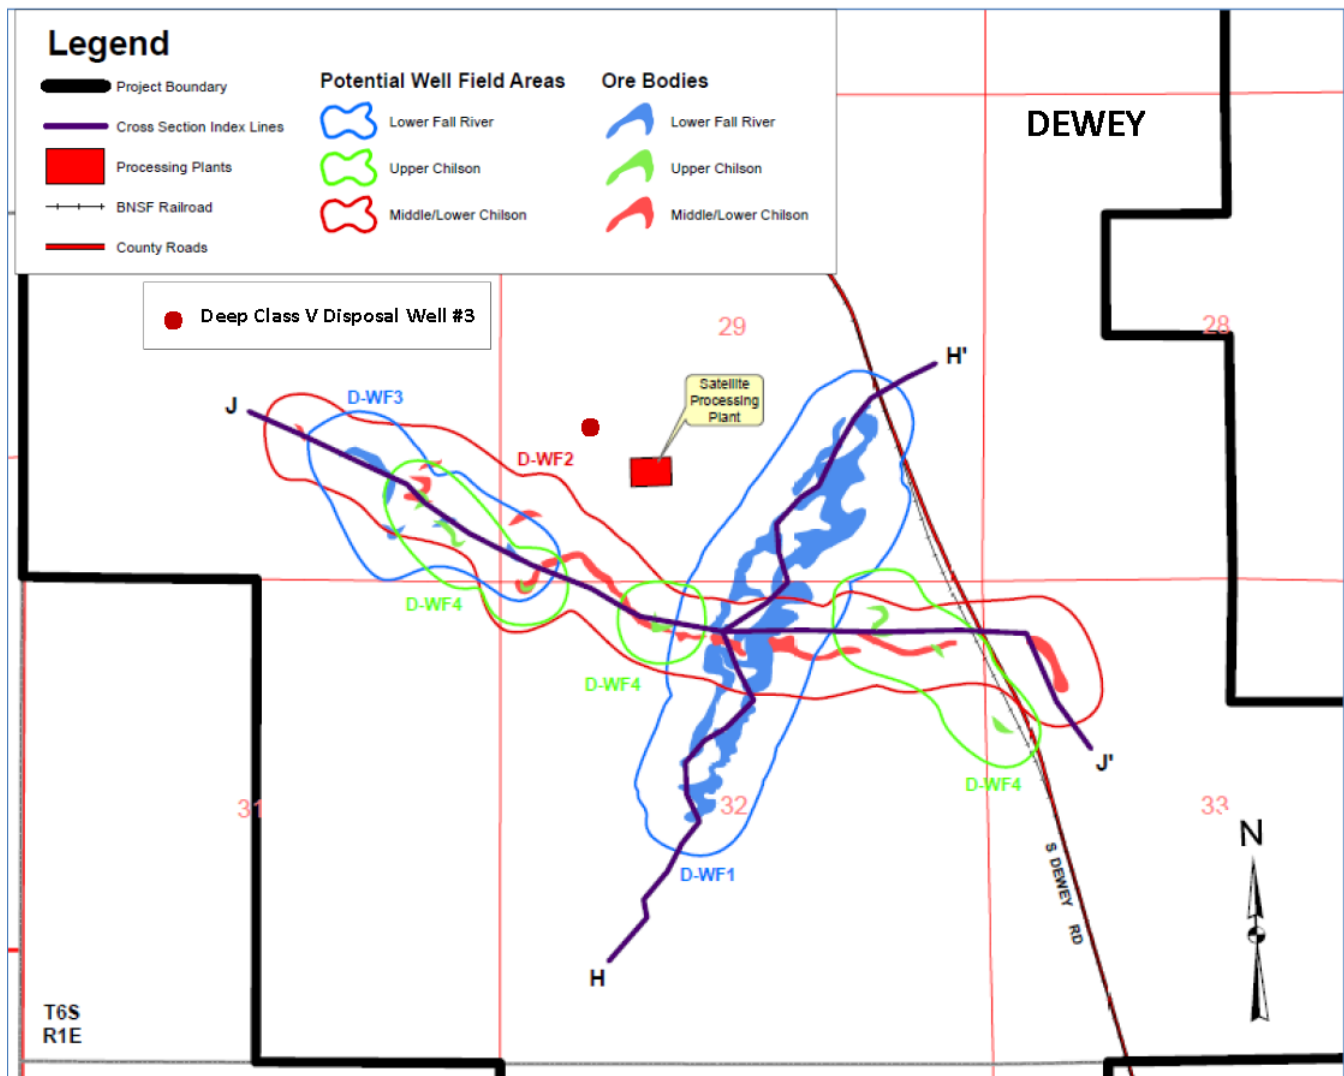 Legend
Project Boundary
Cross Section Index Lines
Processing Plants
BNSF Railroad
County Roads
Potential Well Field Areas
Lower Fall River
Upper Chilson
Middle/Lower Chilson
Ore Bodies
Lower Fall River
Upper Chilson
Middle/Lower Chilson
DEWEY
Deep Class V Disposal Well #3
29
28
H'
Satellite
Processing
Plant
J
D-WF3
D-WF2
D-WF4
D-WF4
J'
D-WF4
31
32
33
N
D-WF1
S DEWEY RD
H
T6S
R1E